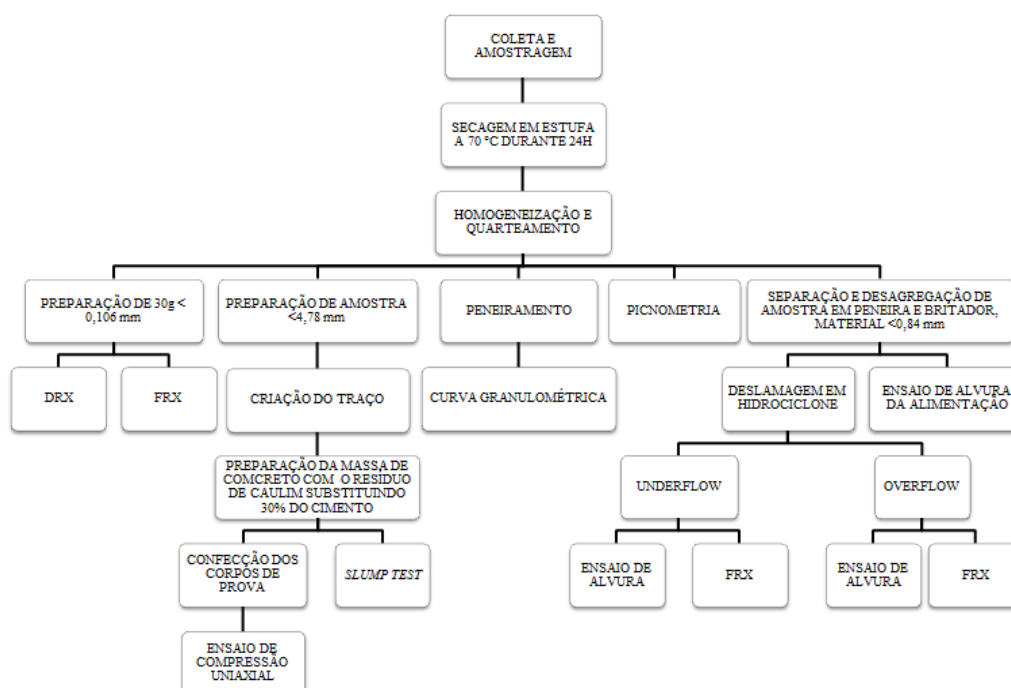 COLETA E
AMOSTRAGEM
SECAGEM EM ESTUFA
A 70 °C DURANTE 24H
HOMOGENEIZAÇÃO E
QUARTEAMENTO
PREPARAÇÃO DE 30g <
0,106 mm
PREPARAÇÃO DE AMOSTRA
<4,78 mm
PENEIRAMENTO
PICNOMETRIA
SEPARAÇÃO E DESAGREGAÇÃO DE
AMOSTRA EM PENEIRA E BRITADOR,
MATERIAL <0,84 mm
DRX
FRX
CRIAÇÃO DO TRAÇO
CURVA GRANULOMÉTRICA
DESLAMAGEM EM
HIDROCICLONE
ENSAIO DE ALVURA
DA ALIMENTAÇÃO
PREPARAÇÃO DA MASSA DE
COMCRETO COM O RESÍDUO
DE CAULIM SUBSTITUINDO
30% DO CIMENTO
UNDERFLOW
OVERFLOW
CONFECÇÃO DOS
CORPOS DE
PROVA
SLUMP TEST
ENSAIO DE
ALVURA
FRX
ENSAIO DE
ALVURA
FRX
ENSAIO DE
COMPRESSÃO
UNIAXIAL